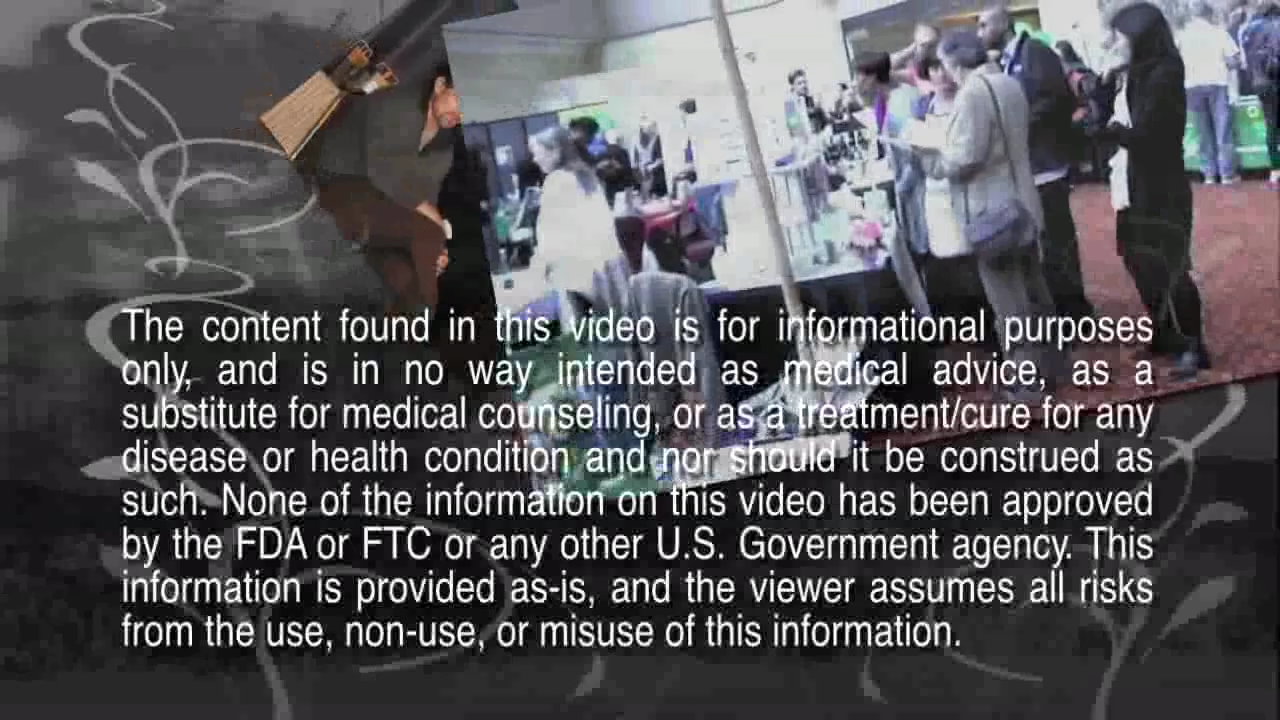 The content found in this video is for informational purposes
only, and is in no way intended as medical advice, as a
substitute for medical counseling, or as a treatment/cure for any
disease or health condition and nor should it be construed as
such. None of the information on this video has been approved
by the FDA or FTC or any other U.S. Government agency. This
information is provided as-is, and the viewer assumes all risks
from the use, non-use, or misuse of this information.